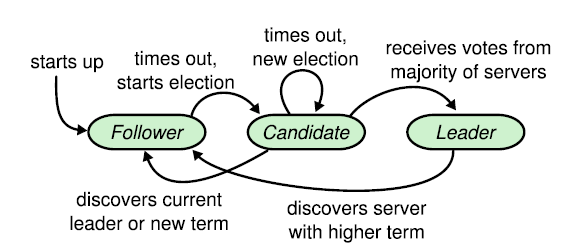 starts up
times out,
starts election
times out,
new election
receives votes from
majority of servers
Follower
Candidate
Leader
discovers current
leader or new term
discovers server
with higher term